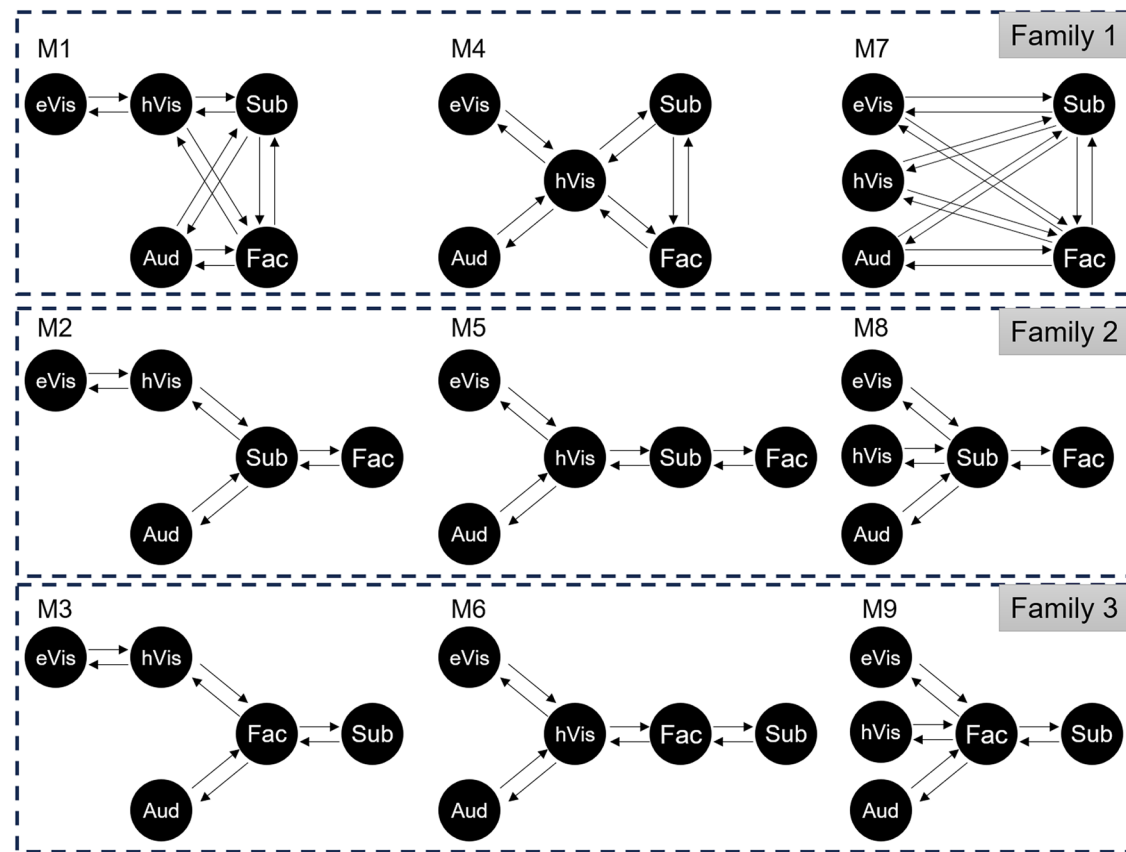 Family 1
M1
M4
M7
eVis
hVis
Sub
eVis
Sub
eVis
Sub
hVis
hVis
Aud
Fac
Aud
Fac
Aud
Fac
Family 2
M2
M5
M8
eVis
hVis
eVis
eVis
Sub
Fac
hVis
Sub
Fac
hVis
Sub
Fac
Aud
Aud
Aud
Family 3
M3
M6
M9
eVis
hVis
eVis
eVis
Fac
Sub
hVis
Fac
Sub
hVis
Fac
Sub
Aud
Aud
Aud